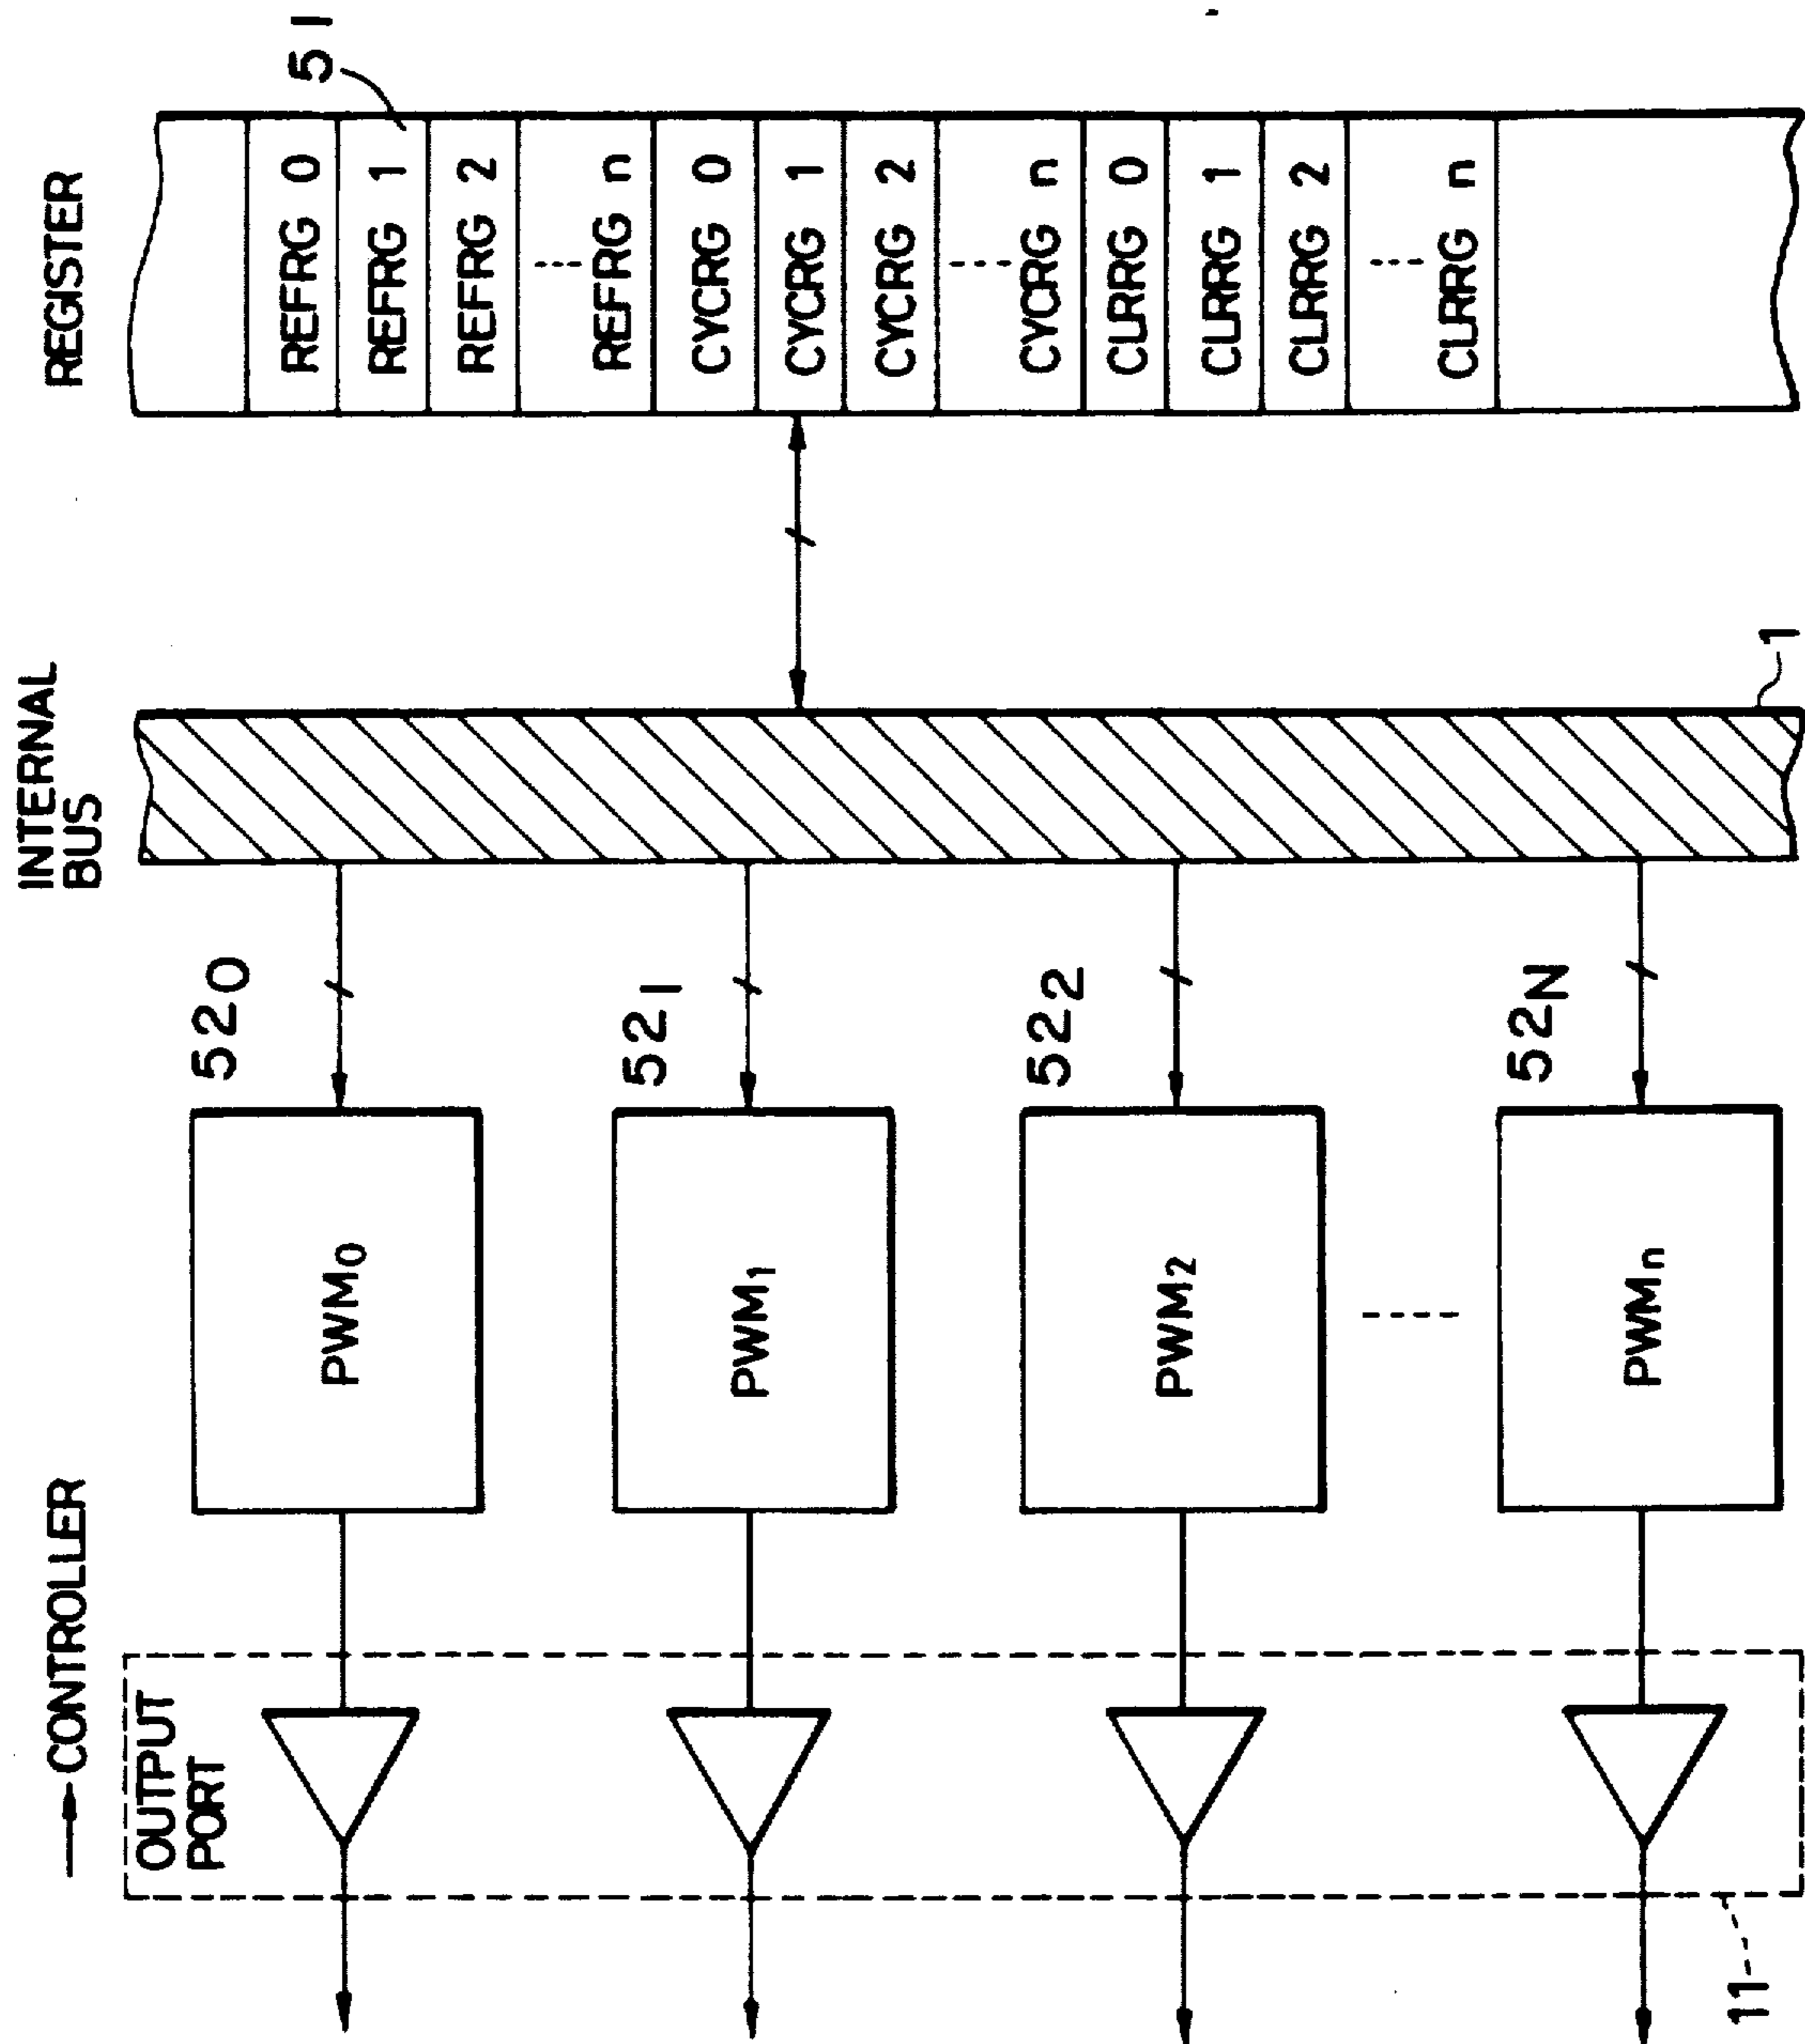 CONTROLLER
INTERNAL
BUS
REGISTER
OUTPUT
PORT
PWM0
520
PWM1
521
PWM2
522
PWMn
52N
REFRG 0
REFRG 1
REFRG 2
REFRG n
CYCRG 0
CYCRG 1
CYCRG 2
CYCRG n
CLRRG 0
CLRRG 1
CLRRG 2
CLRRG n
51
1
11